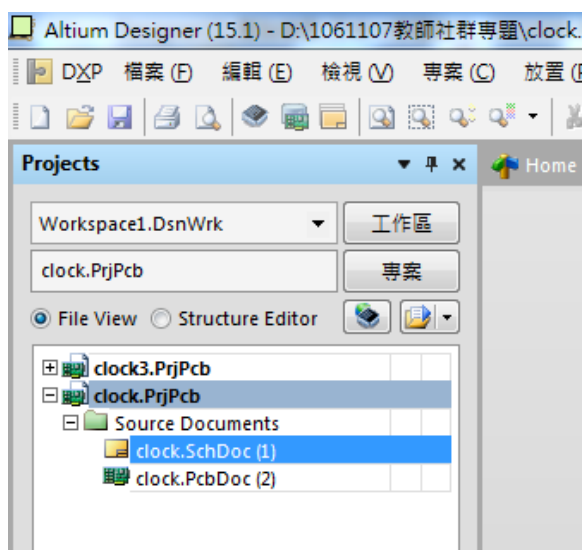 Altium Designer (15.1) - D:\1061107教師社群專題\clock.
DXP 檔案 (F) 編輯 (E) 檢視 (V) 專案 (C) 放置 (P
Projects
Home
Workspace1.DsnWrk 工作區
clock.PrjPcb 專案
File View Structure Editor
clock3.PrjPcb
clock.PrjPcb
Source Documents
clock.SchDoc (1)
clock.PcbDoc (2)